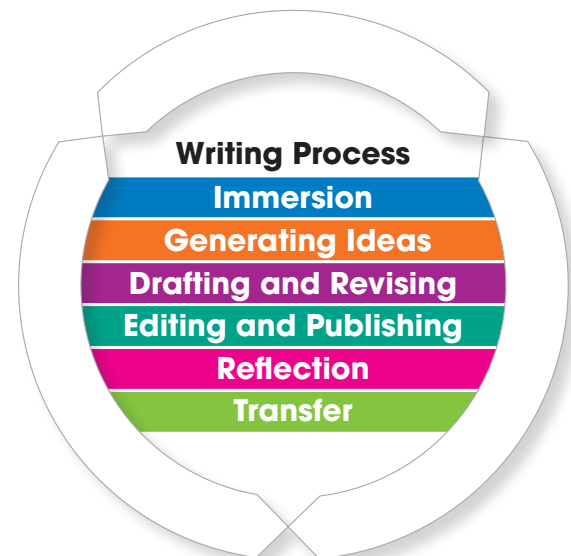 Writing Process
Immersion
Generating Ideas
Drafting and Revising
Editing and Publishing
Reflection
Transfer